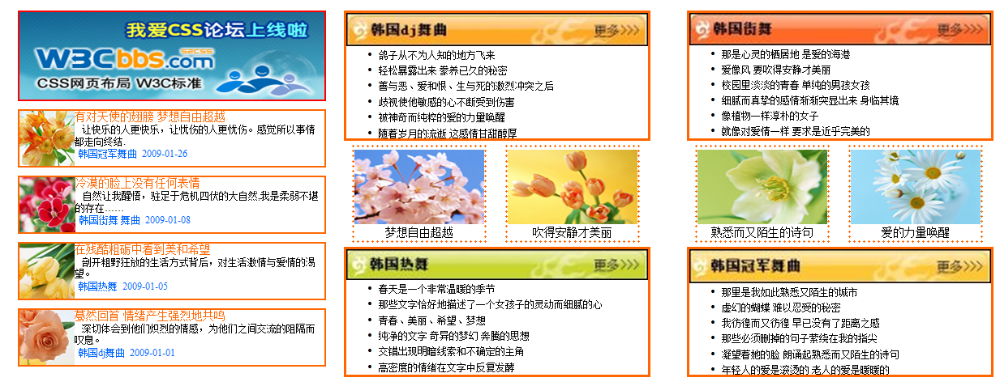 我爱CSS论坛上线啦
W3Cbbs.com
52CSS
CSS网页布局 W3C标准
有对天使的翅膀 梦想自由超越
让快乐的人更快乐，让忧伤的人更忧伤。感觉所以事情
都走向终结.
韩国冠军舞曲 2009-01-26
冷漠的脸上没有任何表情
自然让我醒悟，驻足于危机四伏的大自然,我是柔弱不堪
的存在……
韩国街舞 舞曲 2009-01-08
在残酷粗砺中看到美和希望
剖开粗野狂放的生活方式背后，对生活激情与爱情的渴
望。
韩国热舞 2009-01-05
蓦然回首 情绪产生强烈地共鸣
深切体会到他们炽烈的情感，为他们之间交流的阻隔而
叹息。
韩国dj舞曲 2009-01-01
韩国dj舞曲 更多>>>
鸽子从不为人知的地方飞来
轻松暴露出来 豢养已久的秘密
善与恶、爱和恨、生与死的激烈冲突之后
歧视使他敏感的心不断受到伤害
被神奇而纯粹的爱的力量唤醒
随着岁月的流逝 这感情甘甜醇厚
梦想自由超越
吹得安静才美丽
韩国热舞 更多>>>
春天是一个非常温暖的季节
那些文字恰好地描述了一个女孩子的灵动而细腻的心
青春、美丽、希望、梦想
纯净的文字 奇异的梦幻 奔腾的思想
交错出现明暗线索和不确定的主角
高密度的情绪在文字中反复发酵
韩国街舞 更多>>>
那是心灵的栖居地 是爱的海港
爱像风 要吹得安静才美丽
校园里淡淡的青春 单纯的男孩女孩
细腻而真挚的感情渐渐突显出来 身临其境
像植物一样淳朴的女子
就像对爱情一样 要求是近乎完美的
熟悉而又陌生的诗句
爱的力量唤醒
韩国冠军舞曲 更多>>>
那里是我如此熟悉又陌生的城市
虚幻的蝴蝶 难以忍受的秘密
我彷徨而又彷徨 早已没有了距离之感
那些必须删掉的句子萦绕在我的指尖
凝望着她的脸 朗诵起熟悉而又陌生的诗句
年轻人的爱是滚烫的 老人的爱是暖暖的